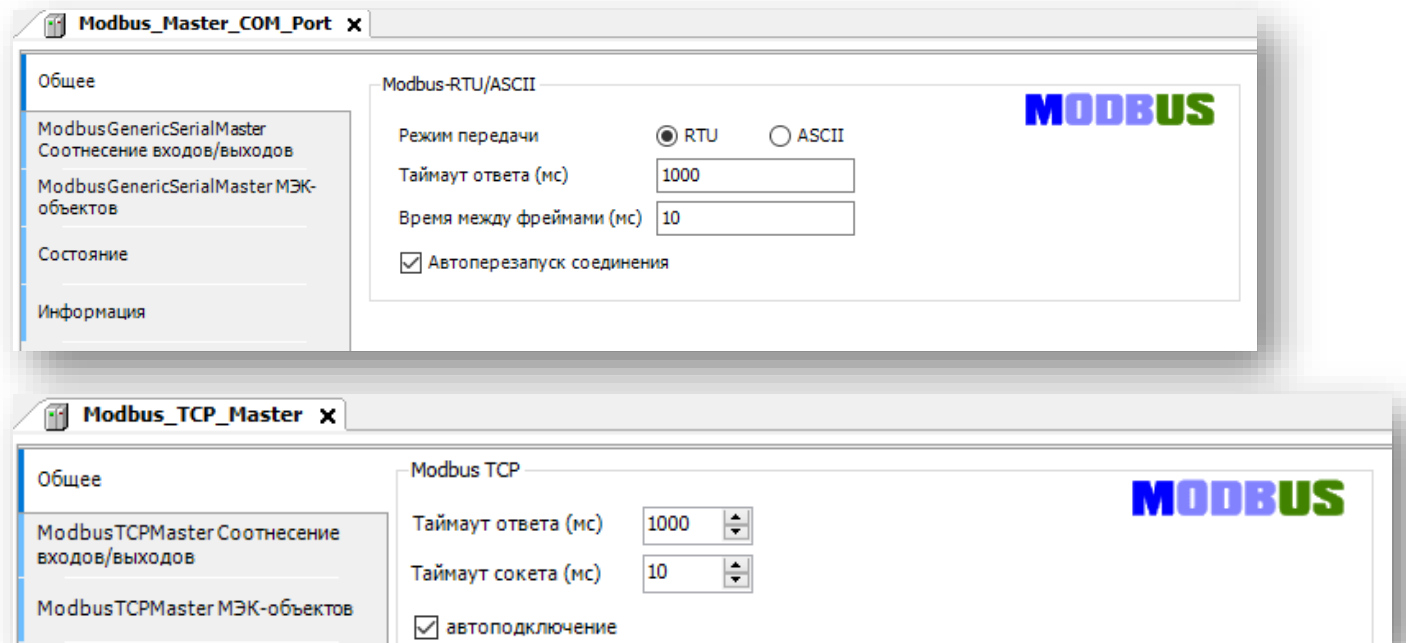 Modbus_Master_COM_Port
Общее
ModbusGenericSerialMaster
Соотнесение входов/выходов
ModbusGenericSerialMaster МЭК-
объектов
Состояние
Информация
Modbus-RTU/ASCII
MODBUS
Режим передачи RTU ASCII
Таймаут ответа (мс) 1000
Время между фреймами (мс) 10
Автоперезапуск соединения
Modbus_TCP_Master
Общее
ModbusTCPMaster Соотнесение
входов/выходов
ModbusTCPMaster МЭК-объектов
Modbus TCP
MODBUS
Таймаут ответа (мс) 1000
Таймаут сокета (мс) 10
автоподключение